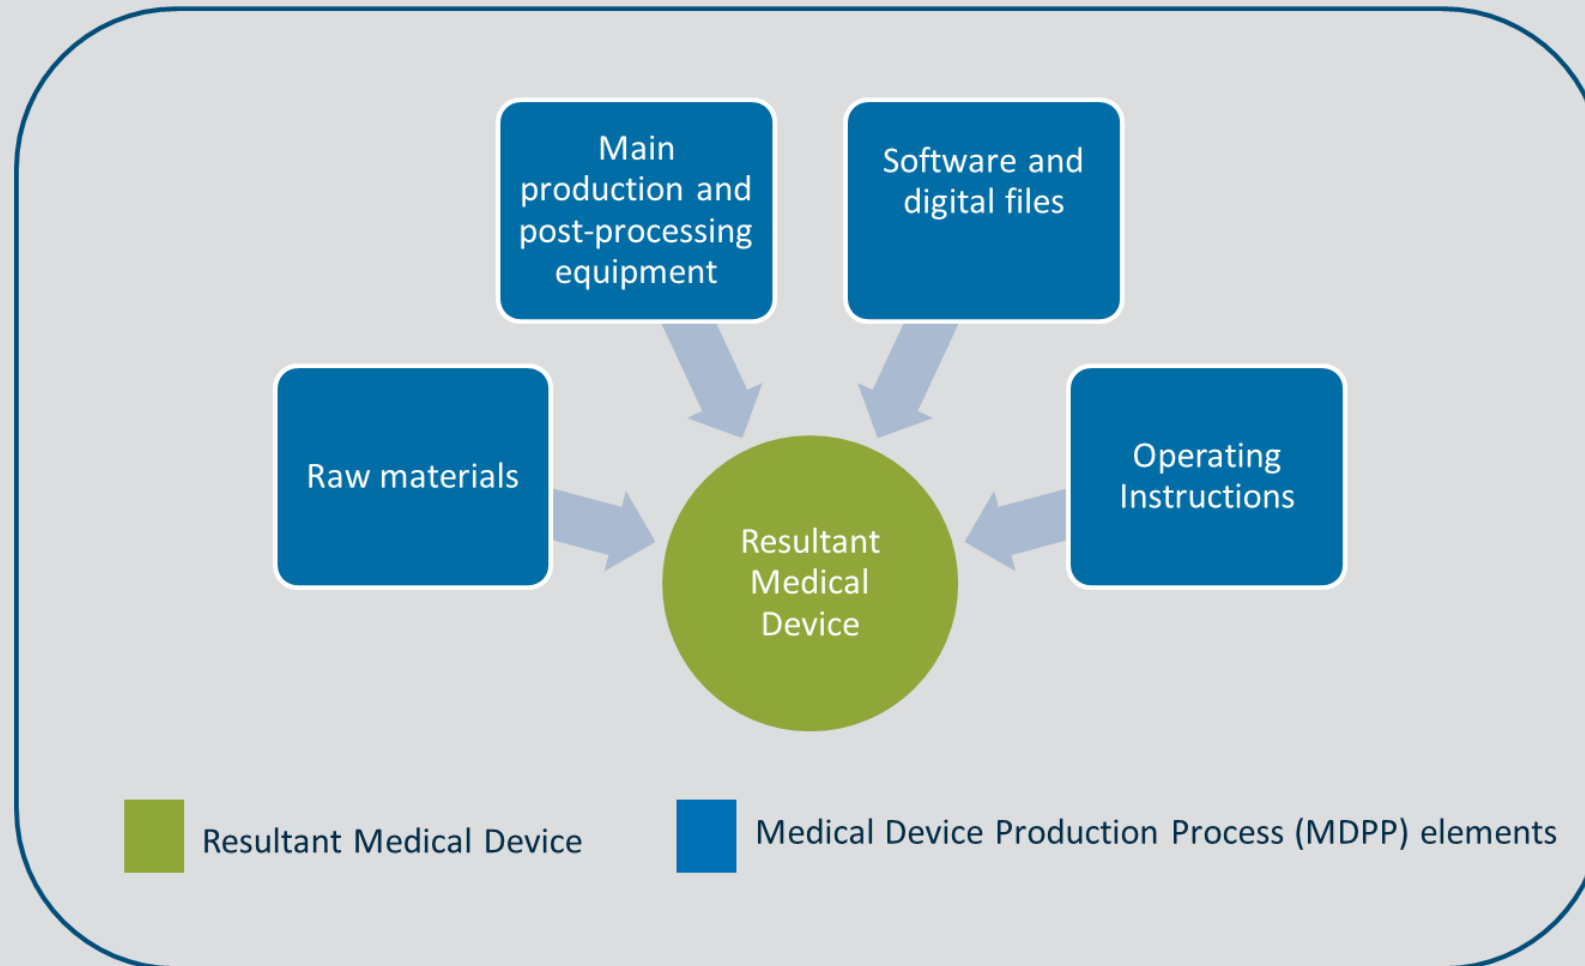 Main
production and
post-processing
equipment
Software and
digital files
Raw materials
Operating
Instructions
Resultant
Medical
Device
Resultant Medical Device
Medical Device Production Process (MDPP) elements